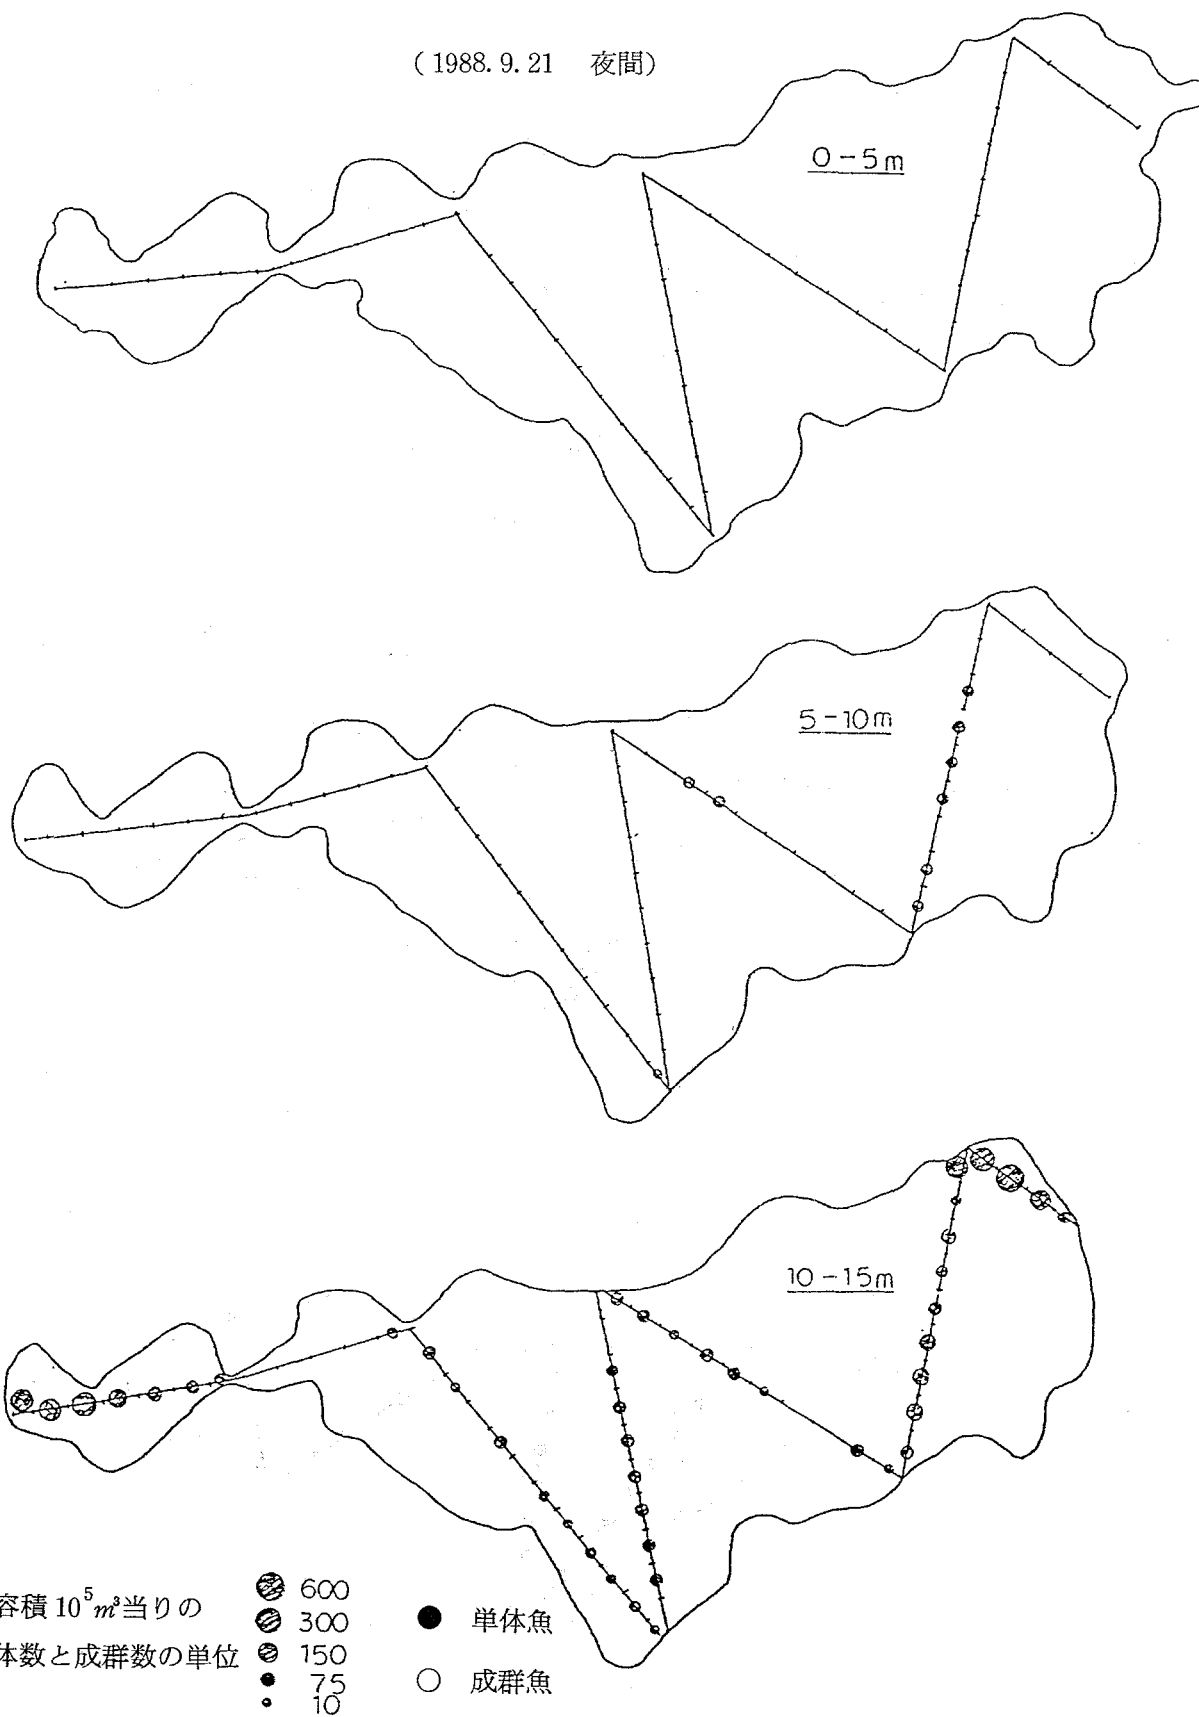 (1988.9.21 夜間)
0-5m
5-10m
10-15m
容積10⁵m³当りの
体数と成群数の単位
600
300
150
75
10
単体魚
成群魚